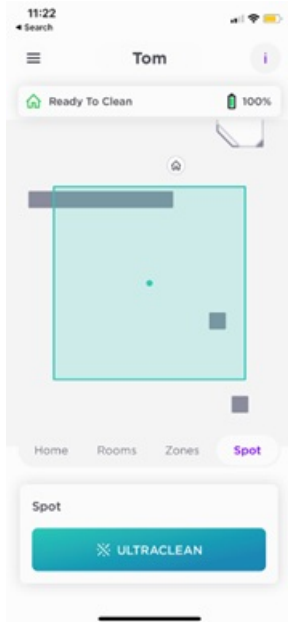 11:22
Search
Tom
i
Ready To Clean
100%
Home Rooms Zones Spot
Spot
ULTRACLEAN